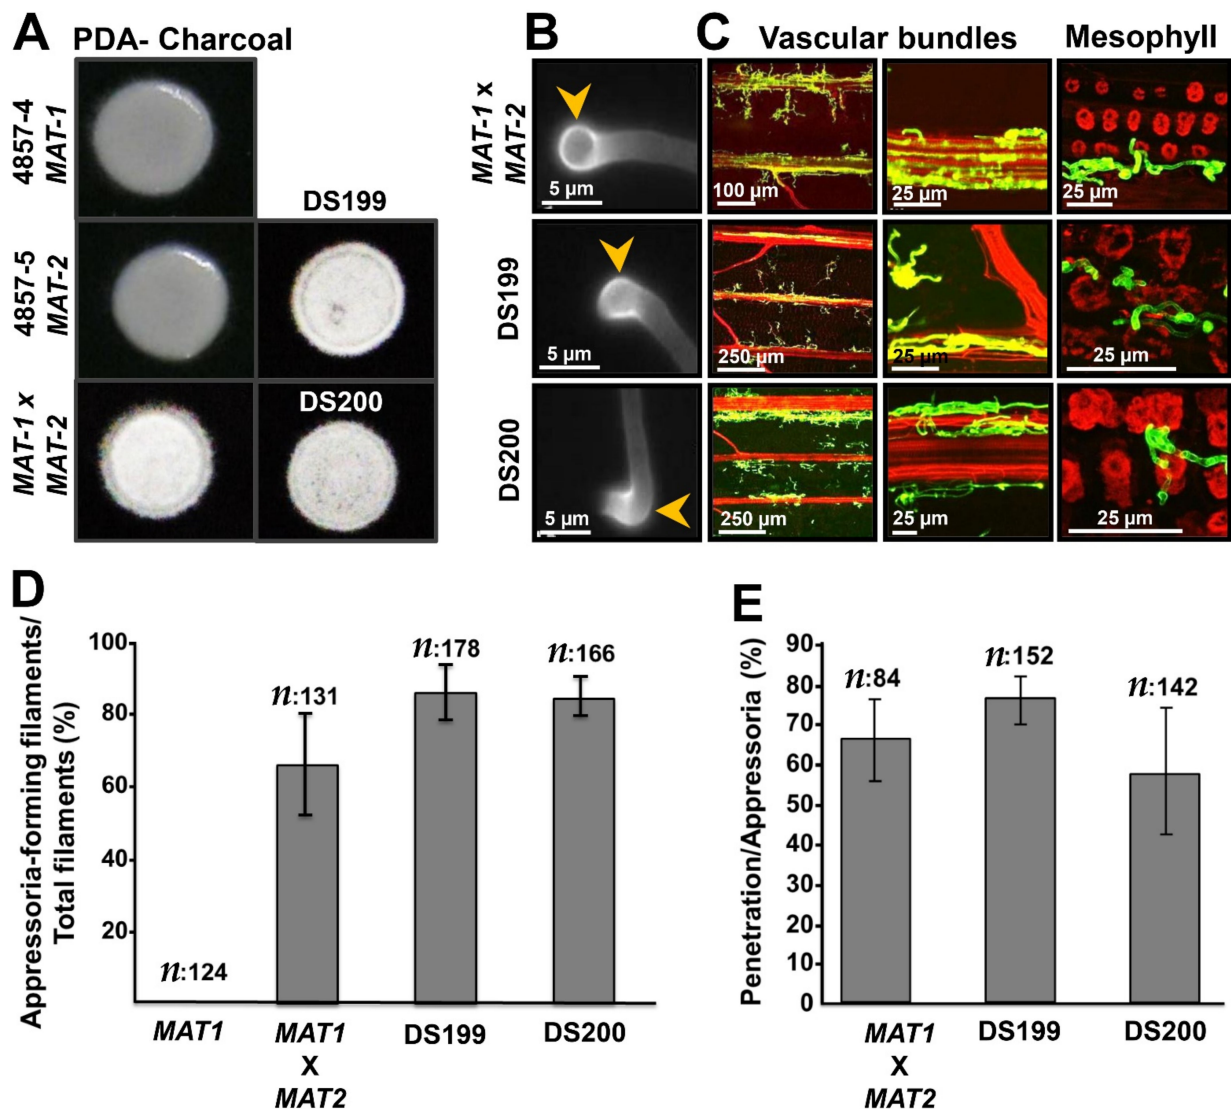 A
PDA- Charcoal
4857-4
MAT-1
DS199
4857-5
MAT-2
DS200
MAT-1 x
MAT-2
B
C
Vascular bundles
Mesophyll
MAT-1 x
MAT-2
5 µm
100 µm
25 µm
25 µm
DS199
5 µm
250 µm
25 µm
25 µm
DS200
5 µm
250 µm
25 µm
25 µm
D
Appressoria-forming filaments/
Total filaments (%)
100
80
60
40
20
n:124
n:131
n:178
n:166
MAT1
MAT1
X
MAT2
DS199
DS200
E
Penetration/Appressoria (%)
90
80
70
60
50
40
30
20
10
0
n:84
n:152
n:142
MAT1
X
MAT2
DS199
DS200